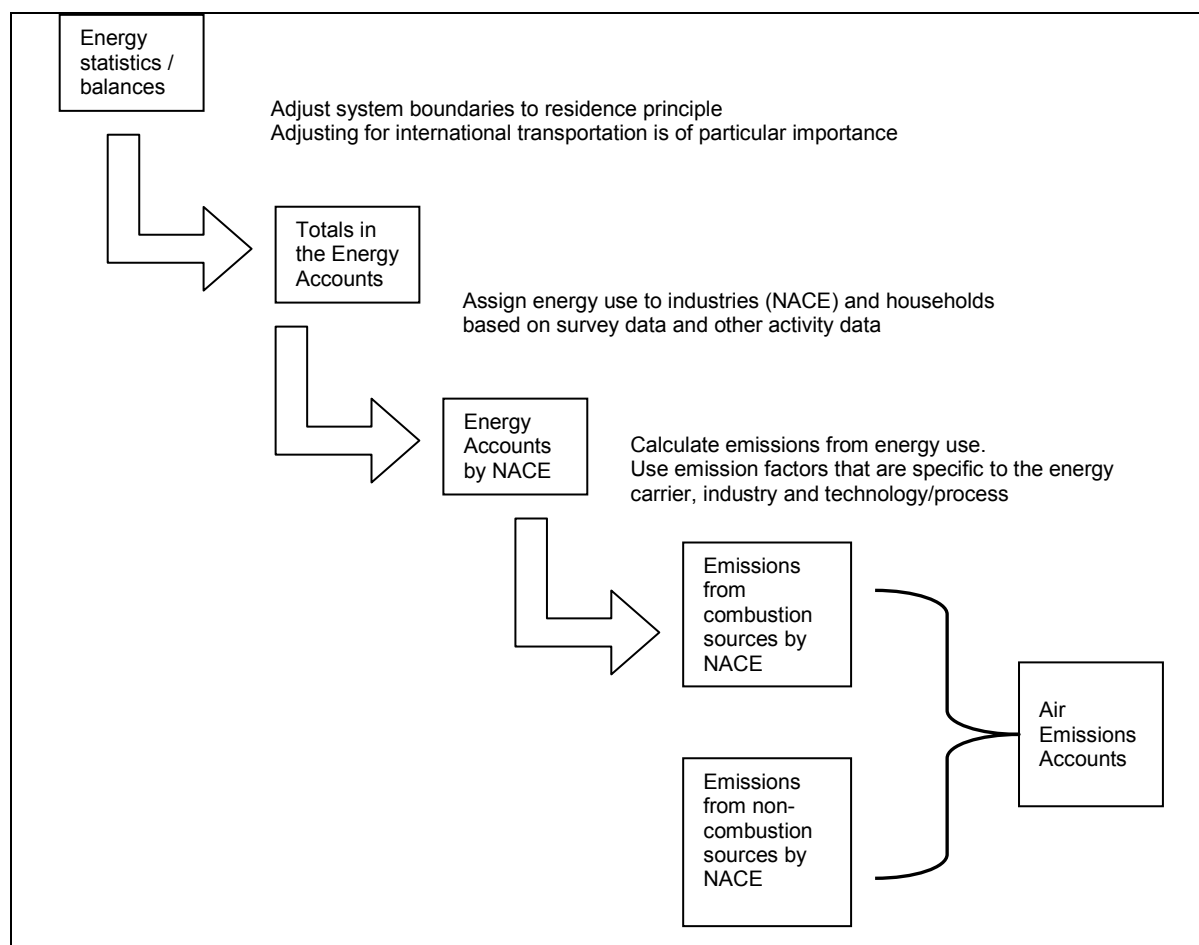 Energy
statistics /
balances
Adjust system boundaries to residence principle
Adjusting for international transportation is of particular importance
Totals in
the Energy
Accounts
Assign energy use to industries (NACE) and households
based on survey data and other activity data
Energy
Accounts
by NACE
Calculate emissions from energy use.
Use emission factors that are specific to the energy
carrier, industry and technology/process
Emissions
from
combustion
sources by
NACE
Air
Emissions
Accounts
Emissions
from non-
combustion
sources by
NACE